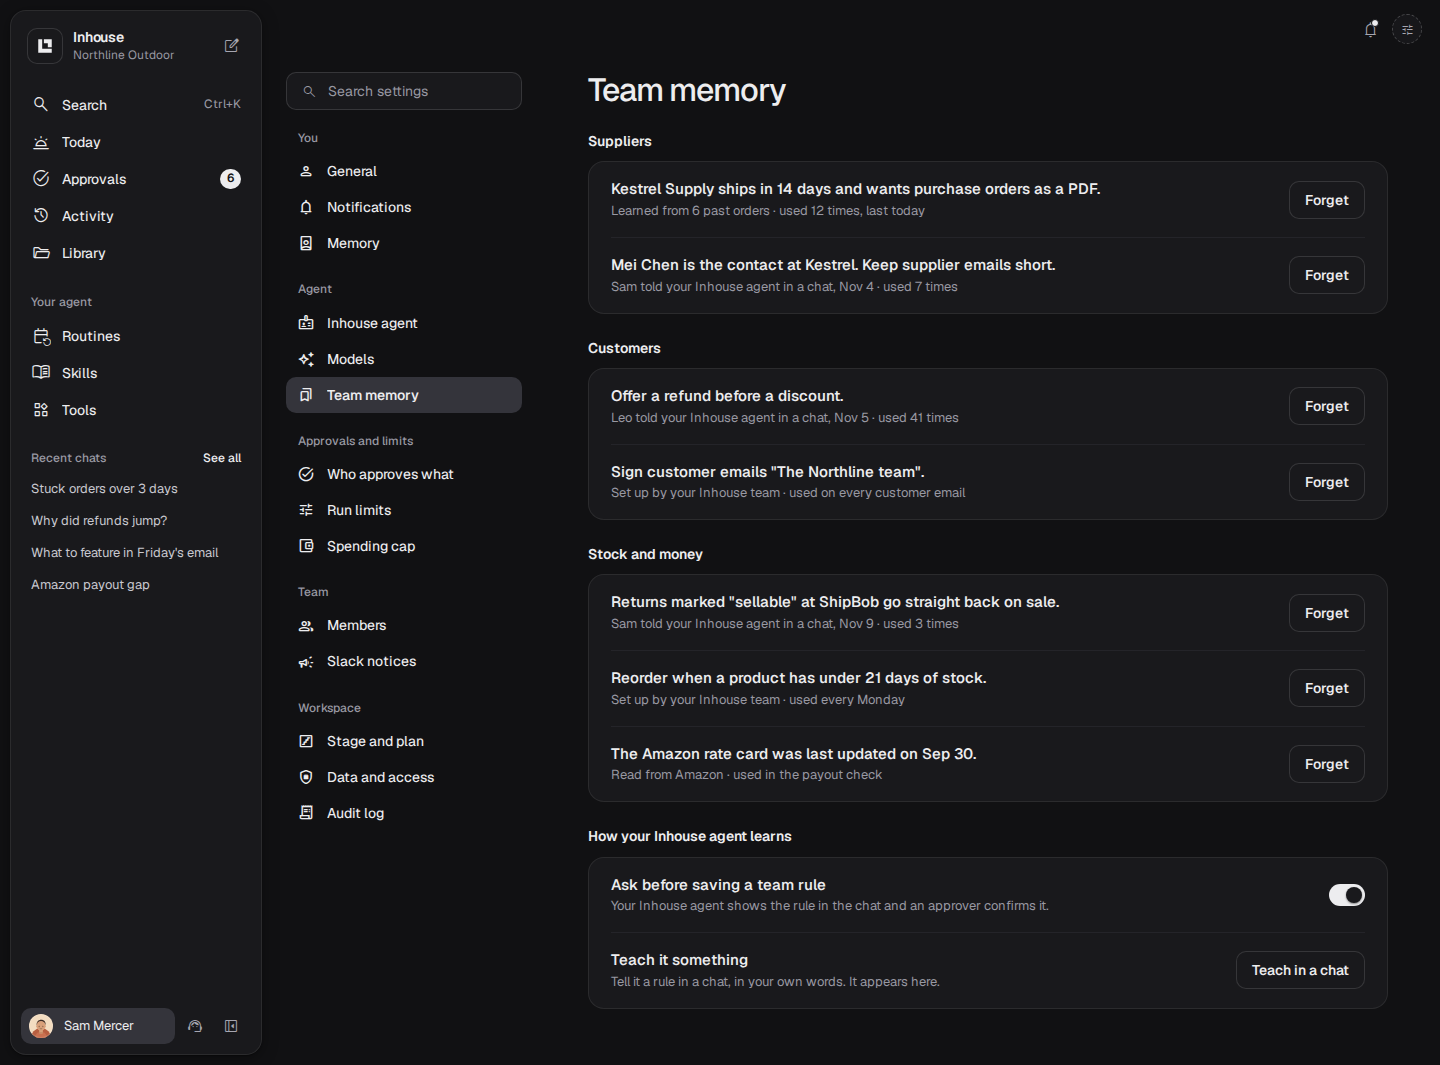 Inhouse
Northline Outdoor
Search Ctrl+K
Today
Approvals 6
Activity
Library
Your agent
Routines
Skills
Tools
Recent chats See all
Stuck orders over 3 days
Why did refunds jump?
What to feature in Friday's email
Amazon payout gap
Sam Mercer
Search settings
You
General
Notifications
Memory
Agent
Inhouse agent
Models
Team memory
Approvals and limits
Who approves what
Run limits
Spending cap
Team
Members
Slack notices
Workspace
Stage and plan
Data and access
Audit log
Team memory
Suppliers
Kestrel Supply ships in 14 days and wants purchase orders as a PDF.
Learned from 6 past orders · used 12 times, last today
Forget
Mei Chen is the contact at Kestrel. Keep supplier emails short.
Sam told your Inhouse agent in a chat, Nov 4 · used 7 times
Forget
Customers
Offer a refund before a discount.
Leo told your Inhouse agent in a chat, Nov 5 · used 41 times
Forget
Sign customer emails "The Northline team".
Set up by your Inhouse team · used on every customer email
Forget
Stock and money
Returns marked "sellable" at ShipBob go straight back on sale.
Sam told your Inhouse agent in a chat, Nov 9 · used 3 times
Forget
Reorder when a product has under 21 days of stock.
Set up by your Inhouse team · used every Monday
Forget
The Amazon rate card was last updated on Sep 30.
Read from Amazon · used in the payout check
Forget
How your Inhouse agent learns
Ask before saving a team rule
Your Inhouse agent shows the rule in the chat and an approver confirms it.
Teach it something
Tell it a rule in a chat, in your own words. It appears here.
Teach in a chat